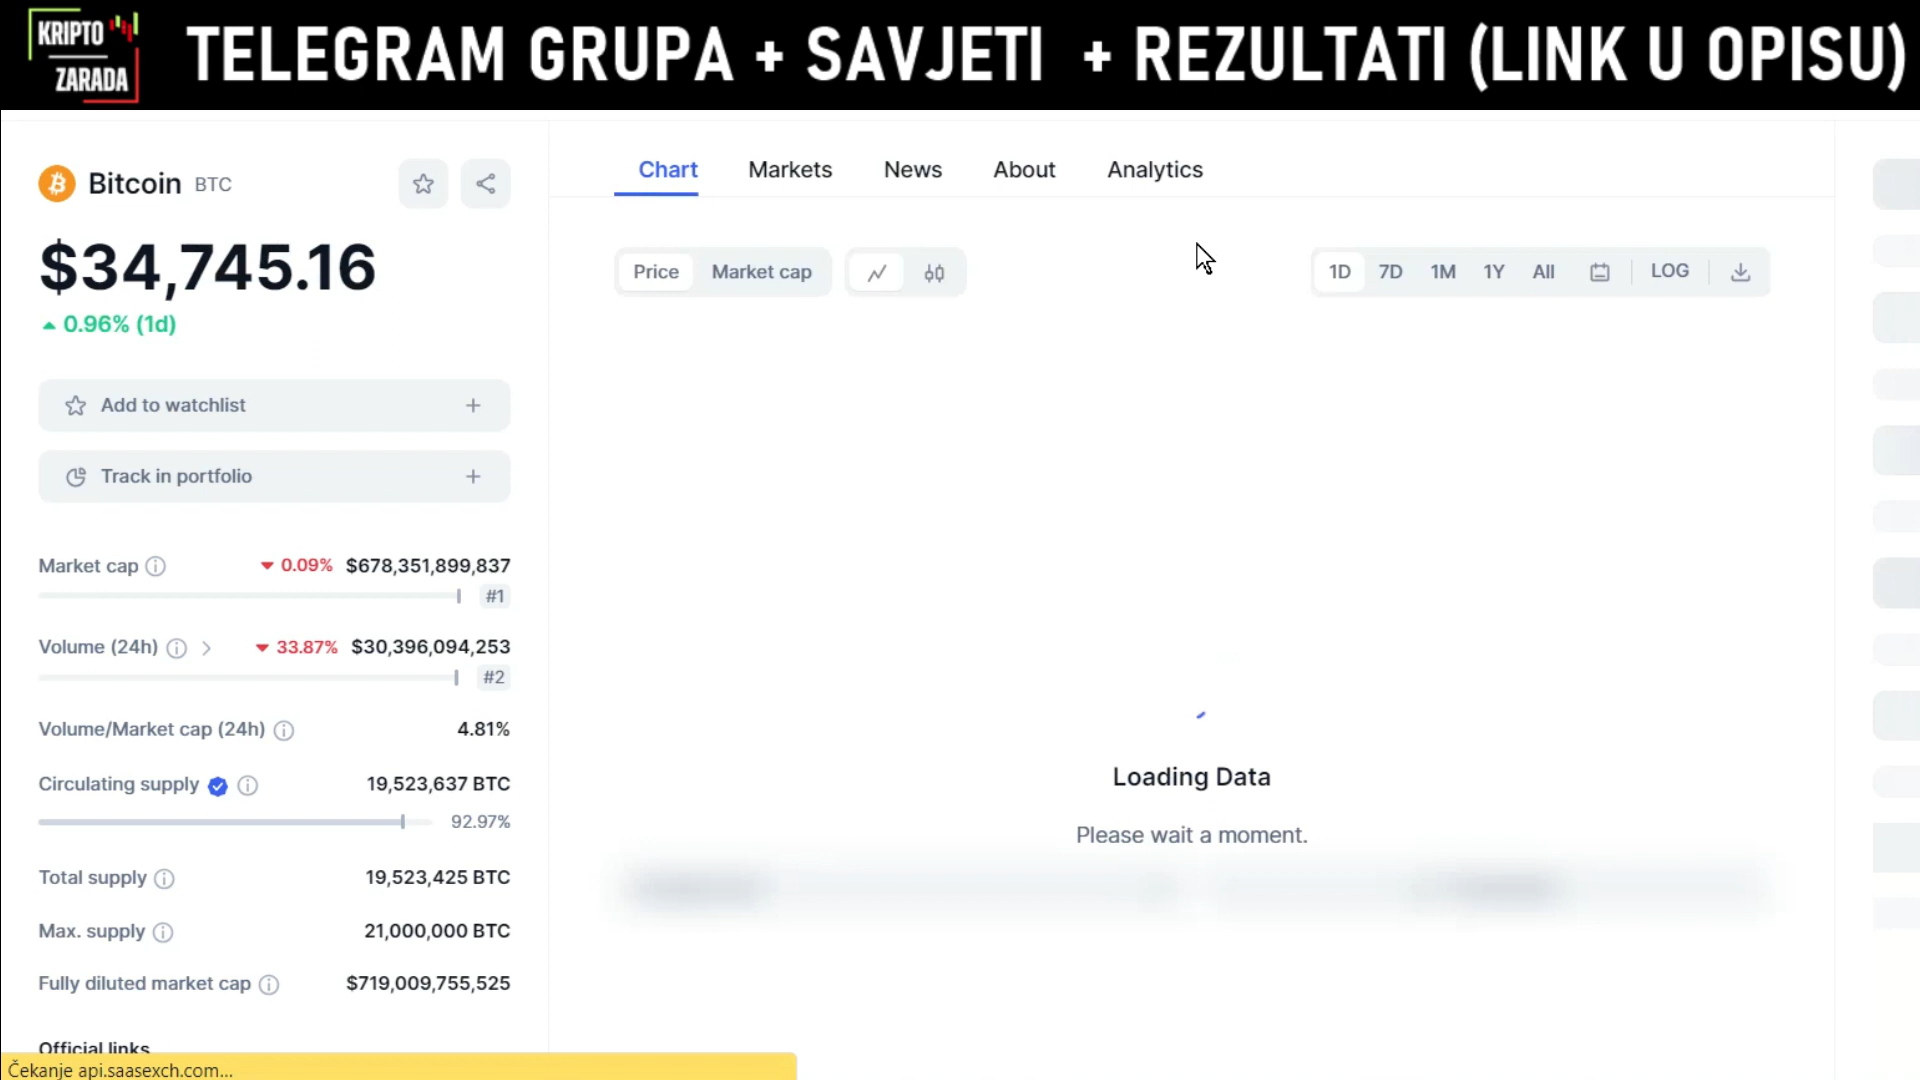 KRIPTO
ZARADA
TELEGRAM GRUPA + SAVJETI + REZULTATI (LINK U OPISU)
Bitcoin BTC
$34,745.16
0.96% (1d)
Add to watchlist +
Track in portfolio +
Market cap 0.09% $678,351,899,837
#1
Volume (24h) 33.87% $30,396,094,253
#2
Volume/Market cap (24h) 4.81%
Circulating supply 19,523,637 BTC
92.97%
Total supply 19,523,425 BTC
Max. supply 21,000,000 BTC
Fully diluted market cap $719,009,755,525
Official links
Chart Markets News About Analytics
Price Market cap
1D 7D 1M 1Y All LOG
Loading Data
Please wait a moment.
Čekanje api.saasexch.com...